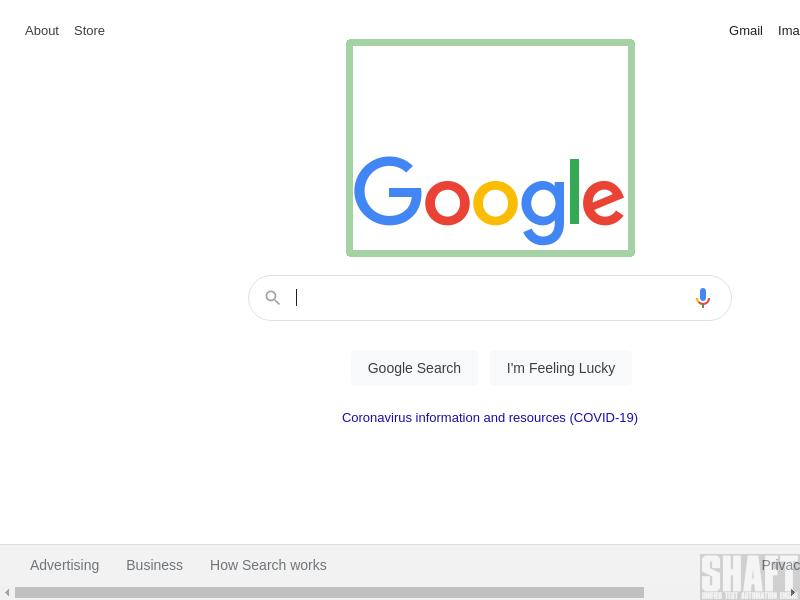 About Store
Gmail Ima
Google
Google Search I'm Feeling Lucky
Coronavirus information and resources (COVID-19)
Advertising Business How Search works
Privac
SHAFT